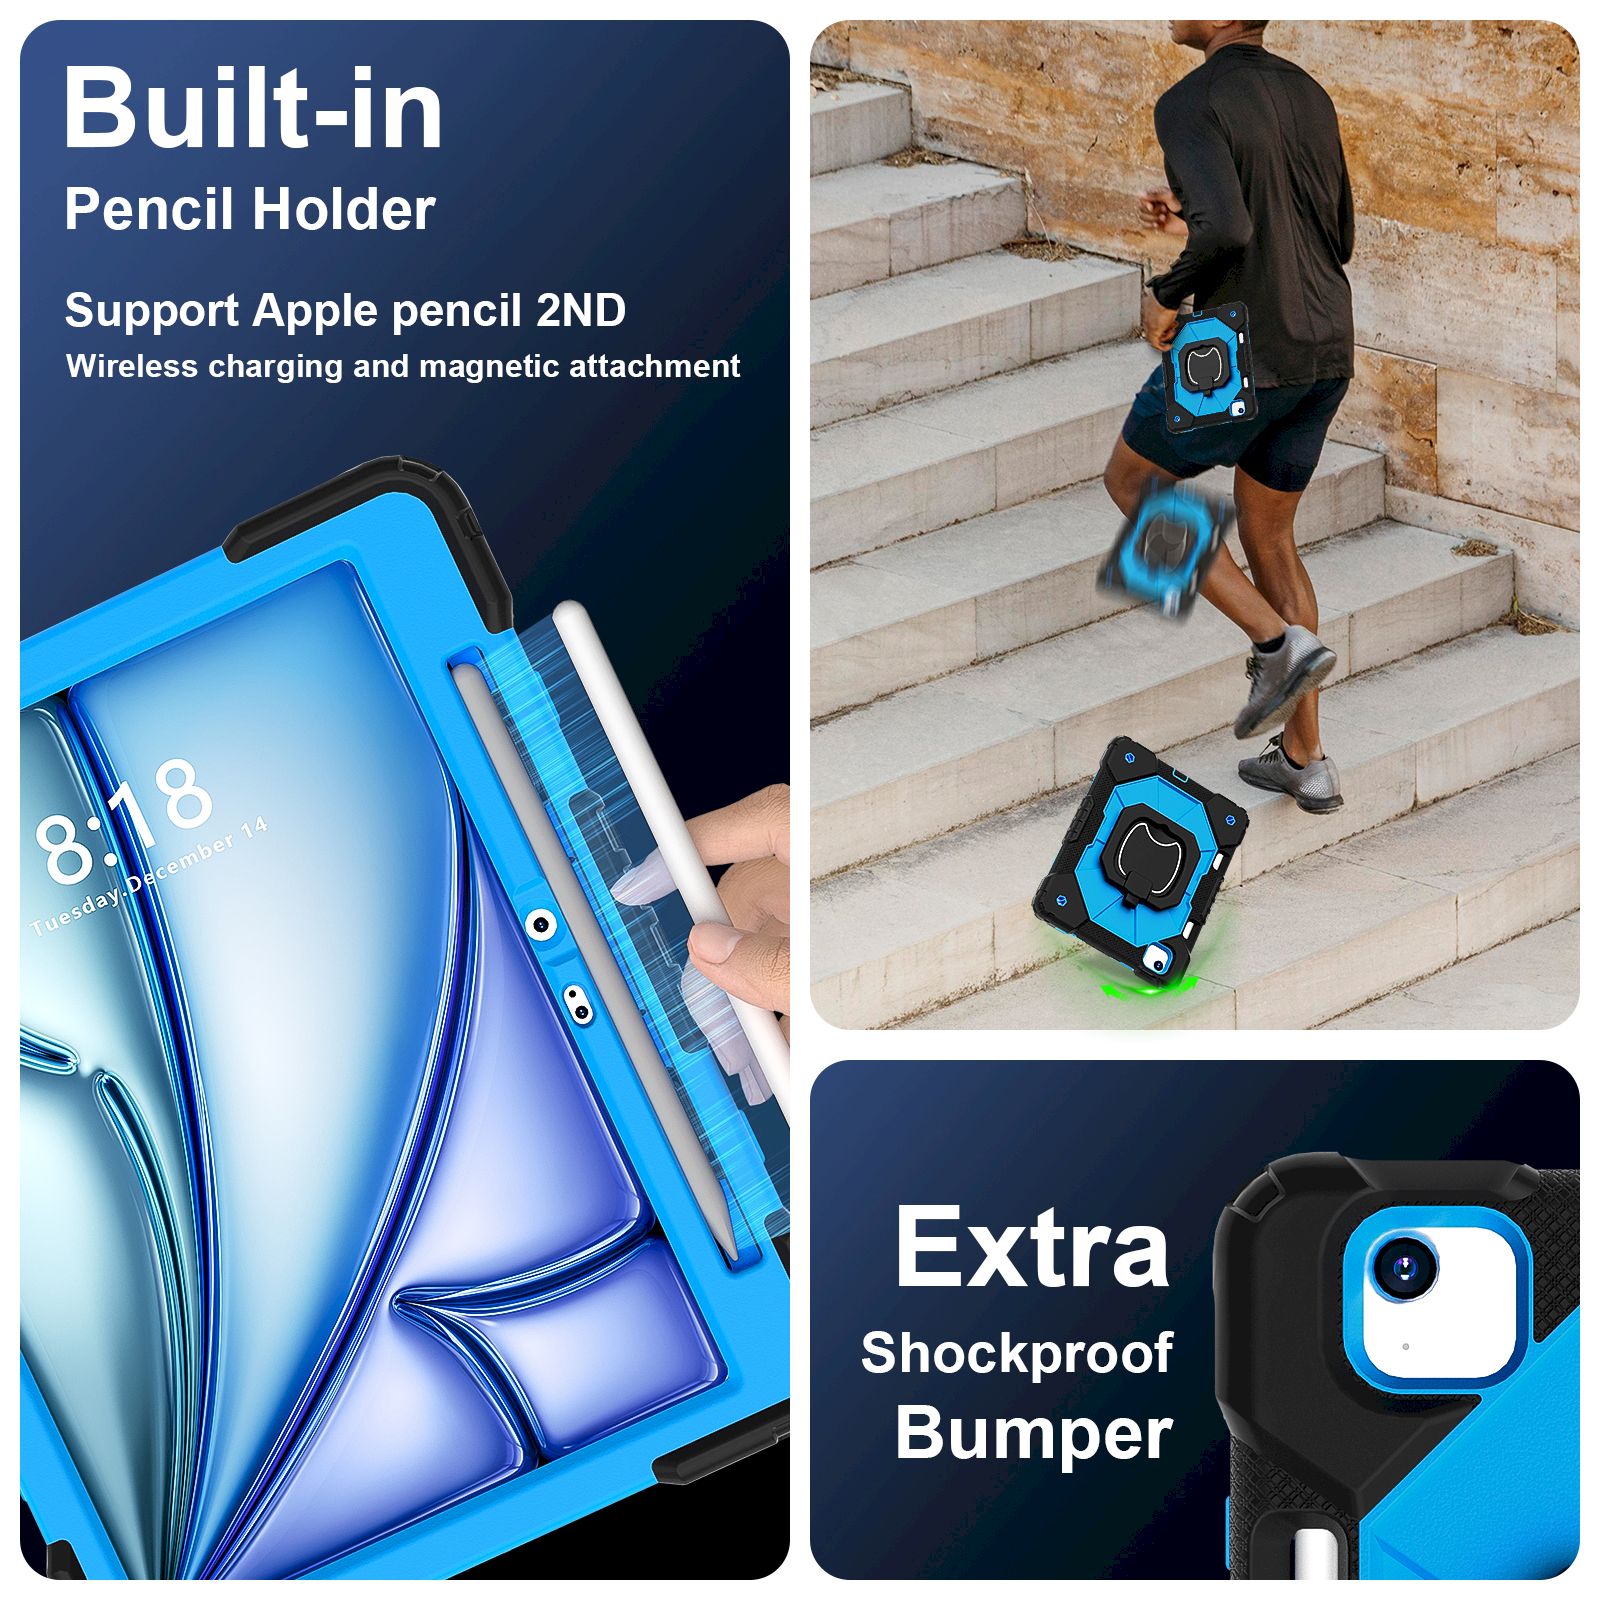 Built-in
Pencil Holder
Support Apple pencil 2ND
Wireless charging and magnetic attachment
8:18
Tuesday.December 14
Extra
Shockproof
Bumper